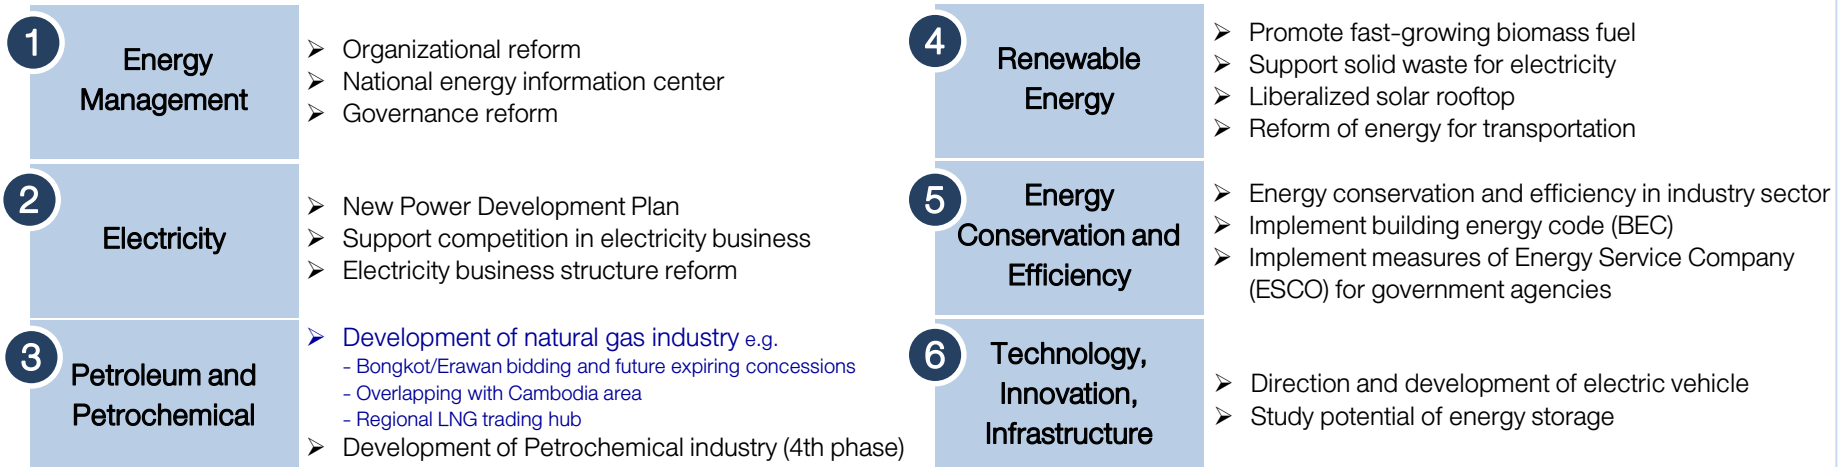 1
Energy
Management
➢ Organizational reform
➢ National energy information center
➢ Governance reform
2
Electricity
➢ New Power Development Plan
➢ Support competition in electricity business
➢ Electricity business structure reform
3
Petroleum and
Petrochemical
➢ Development of natural gas industry e.g.
- Bongkot/Erawan bidding and future expiring concessions
- Overlapping with Cambodia area
- Regional LNG trading hub
➢ Development of Petrochemical industry (4th phase)
4
Renewable
Energy
➢ Promote fast-growing biomass fuel
➢ Support solid waste for electricity
➢ Liberalized solar rooftop
➢ Reform of energy for transportation
5
Energy
Conservation and
Efficiency
➢ Energy conservation and efficiency in industry sector
➢ Implement building energy code (BEC)
➢ Implement measures of Energy Service Company
(ESCO) for government agencies
6
Technology,
Innovation,
Infrastructure
➢ Direction and development of electric vehicle
➢ Study potential of energy storage